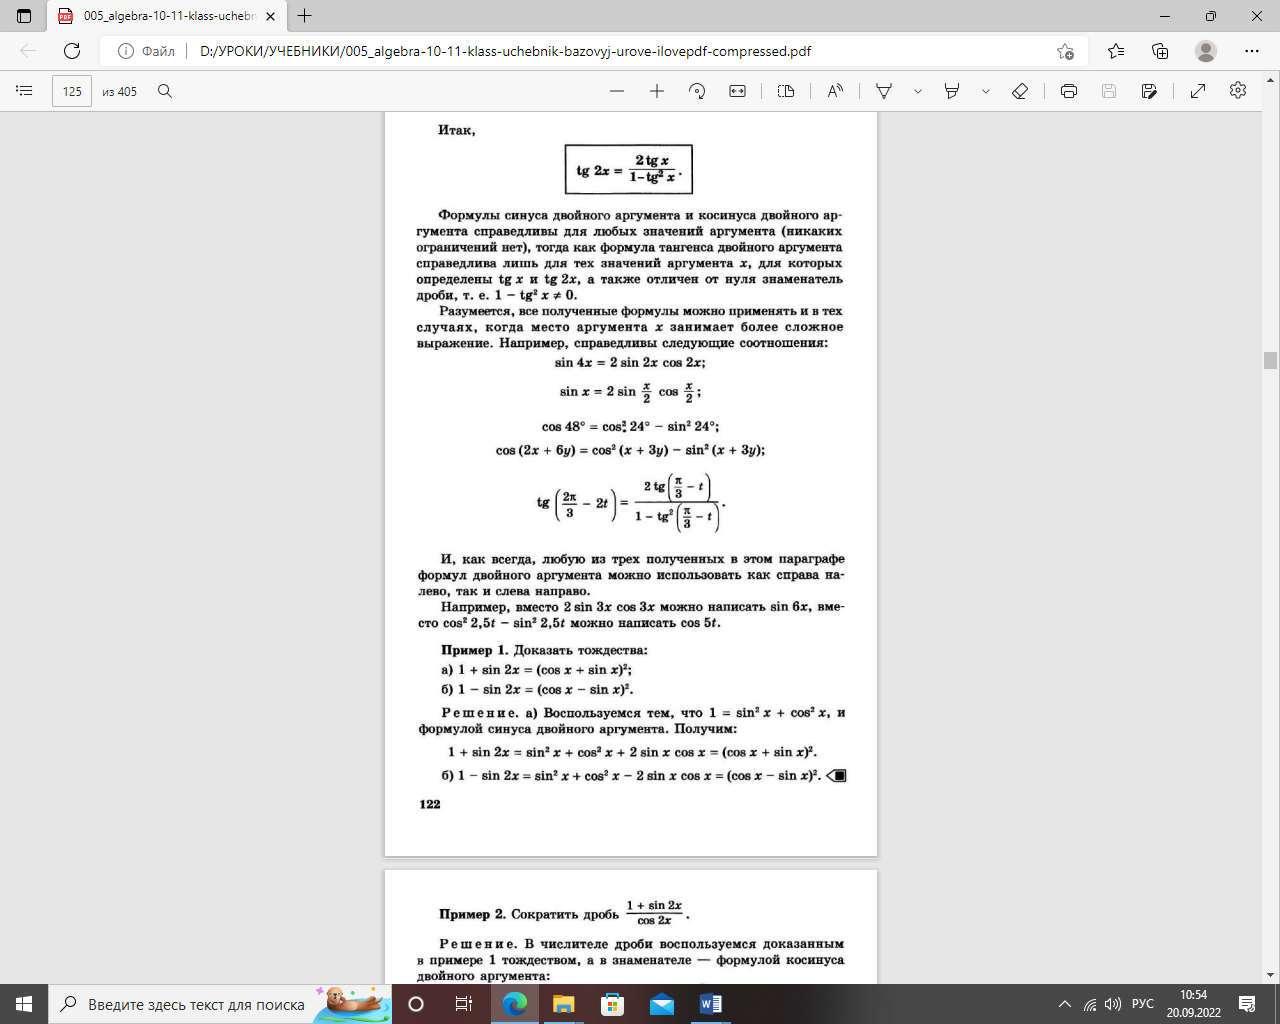 005_algebra-10-11-klass-uchebn
Файл
D:/УРОКИ/УЧЕБНИКИ/005_algebra-10-11-klass-uchebnik-bazovyj-urove-ilovepdf-compressed.pdf
125 из 405
Итак,
tg 2x = 2 tg x / 1 − tg² x .
Формулы синуса двойного аргумента и косинуса двойного ар-
гумента справедливы для любых значений аргумента (никаких
ограничений нет), тогда как формула тангенса двойного аргумента
справедлива лишь для тех значений аргумента x, для которых
определены tg x и tg 2x, а также отличен от нуля знаменатель
дроби, т. е. 1 − tg² x ≠ 0.
Разумеется, все полученные формулы можно применять и в тех
случаях, когда место аргумента x занимает более сложное
выражение. Например, справедливы следующие соотношения:
sin 4x = 2 sin 2x cos 2x;
sin x = 2 sin x/2 cos x/2;
cos 48° = cos² 24° − sin² 24°;
cos (2x + 6y) = cos² (x + 3y) − sin² (x + 3y);
tg (2π/3 − 2t) = 2 tg (π/3 − t) / 1 − tg² (π/3 − t).
И, как всегда, любую из трех полученных в этом параграфе
формул двойного аргумента можно использовать как справа на-
лево, так и слева направо.
Например, вместо 2 sin 3x cos 3x можно написать sin 6x, вме-
сто cos² 2,5t − sin² 2,5t можно написать cos 5t.
Пример 1. Доказать тождества:
а) 1 + sin 2x = (cos x + sin x)²;
б) 1 − sin 2x = (cos x − sin x)².
Решение. а) Воспользуемся тем, что 1 = sin² x + cos² x, и
формулой синуса двойного аргумента. Получим:
1 + sin 2x = sin² x + cos² x + 2 sin x cos x = (cos x + sin x)².
б) 1 − sin 2x = sin² x + cos² x − 2 sin x cos x = (cos x − sin x)².
122
Пример 2. Сократить дробь 1 + sin 2x / cos 2x .
Решение. В числителе дроби воспользуемся доказанным
в примере 1 тождеством, а в знаменателе — формулой косинуса
двойного аргумента:
Введите здесь текст для поиска
РУС
10:54
20.09.2022